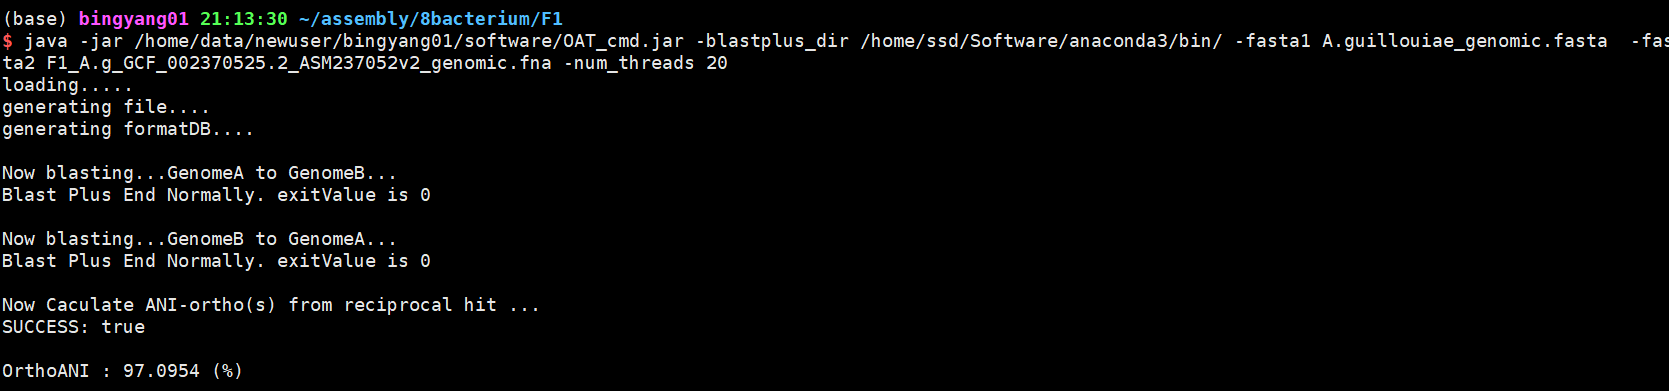 (base) bingyang01 21:13:30 ~/assembly/8bacterium/F1
$ java -jar /home/data/newuser/bingyang01/software/OAT_cmd.jar -blastplus_dir /home/ssd/Software/anaconda3/bin/ -fasta1 A.guillouiae_genomic.fasta  -fas
ta2 F1_A.g_GCF_002370525.2_ASM237052v2_genomic.fna -num_threads 20
loading.....
generating file....
generating formatDB....
Now blasting...GenomeA to GenomeB...
Blast Plus End Normally. exitValue is 0
Now blasting...GenomeB to GenomeA...
Blast Plus End Normally. exitValue is 0
Now Caculate ANI-ortho(s) from reciprocal hit ...
SUCCESS: true
OrthoANI : 97.0954 (%)